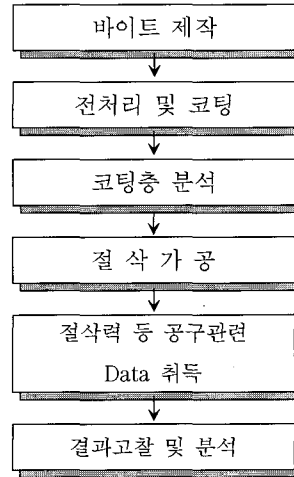 바이트 제작
전처리 및 코팅
코팅층 분석
절 삭 가 공
절삭력 등 공구관련
Data 취득
결과고찰 및 분석